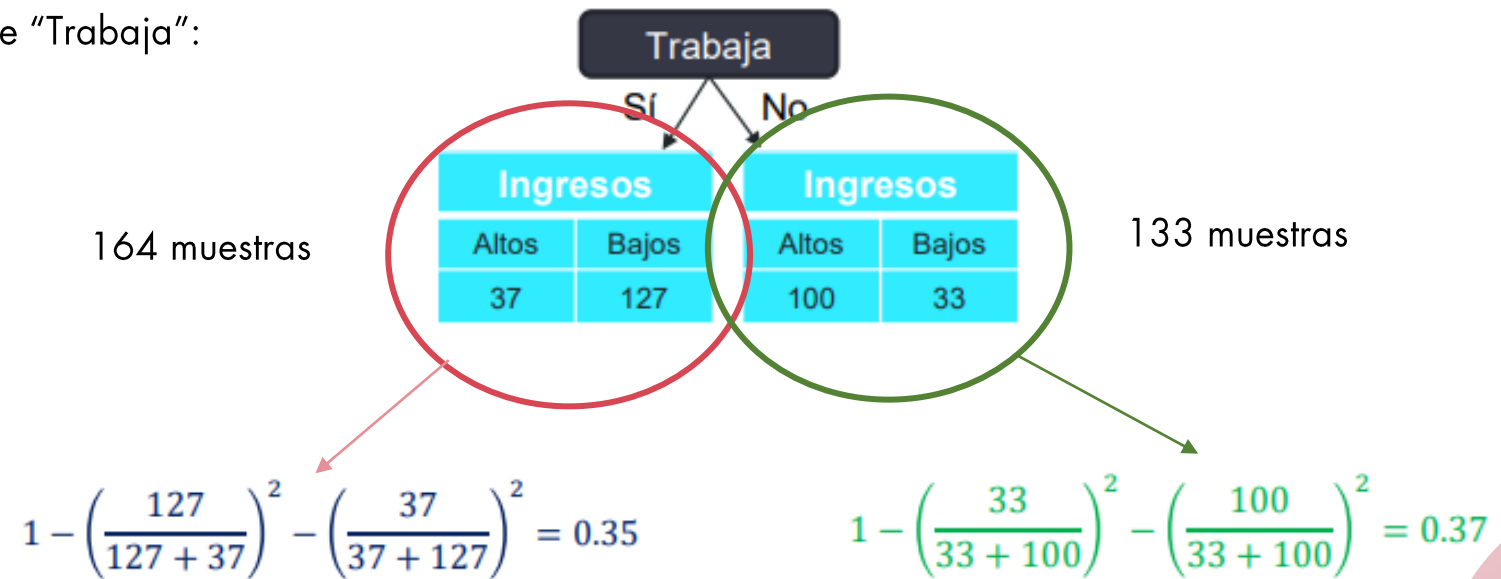 e “Trabaja”:
Trabaja
Sí No
Ingresos Ingresos
Altos Bajos Altos Bajos
37 127 100 33
164 muestras
133 muestras
1 − (127 / (127 + 37))² − (37 / (37 + 127))² = 0.35
1 − (33 / (33 + 100))² − (100 / (33 + 100))² = 0.37